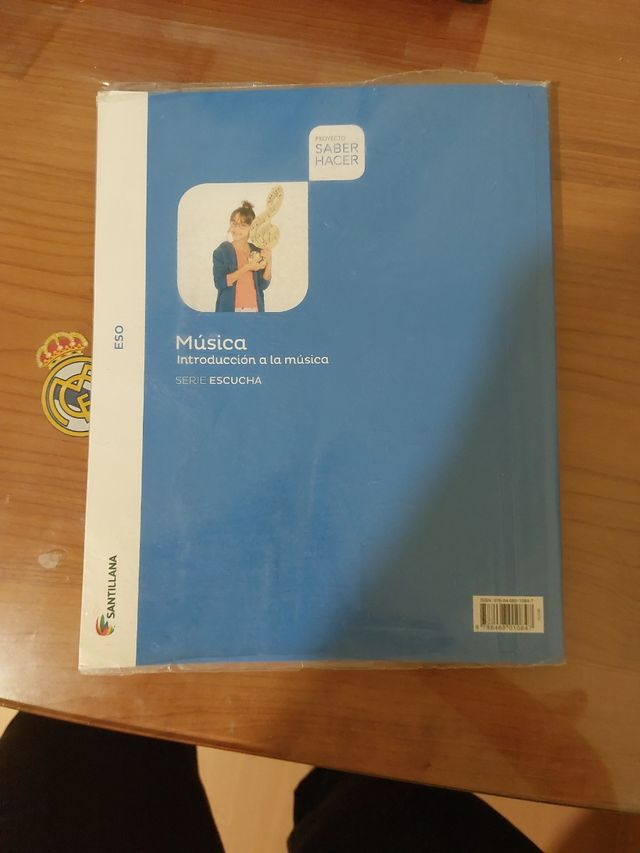 PROYECTO
SABER
HACER
ESO
Música
Introducción a la música
SERIE ESCUCHA
SANTILLANA